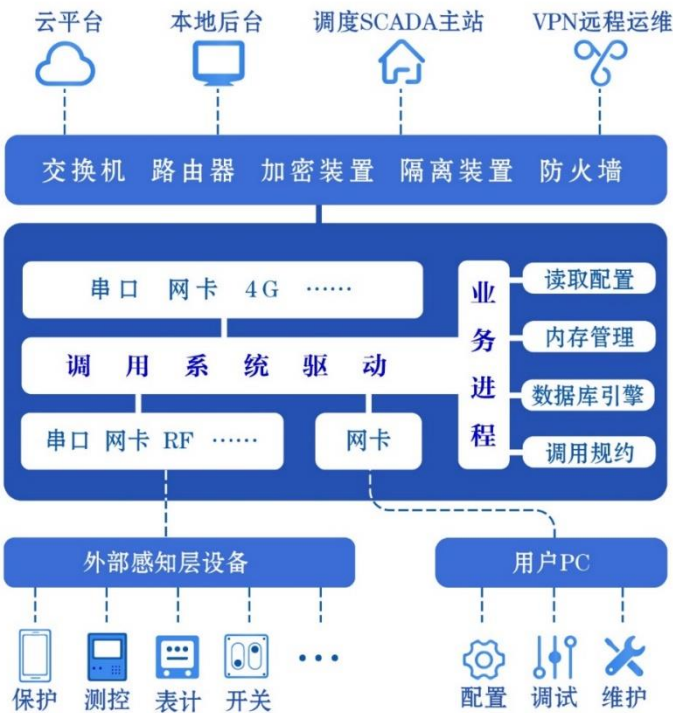 云平台 本地后台 调度SCADA主站 VPN远程运维
交换机 路由器 加密装置 隔离装置 防火墙
串口 网卡 4G ……
调用系统驱动
串口 网卡 RF ……
网卡
业务进程
读取配置
内存管理
数据库引擎
调用规约
外部感知层设备
用户PC
保护 测控 表计 开关
配置 调试 维护